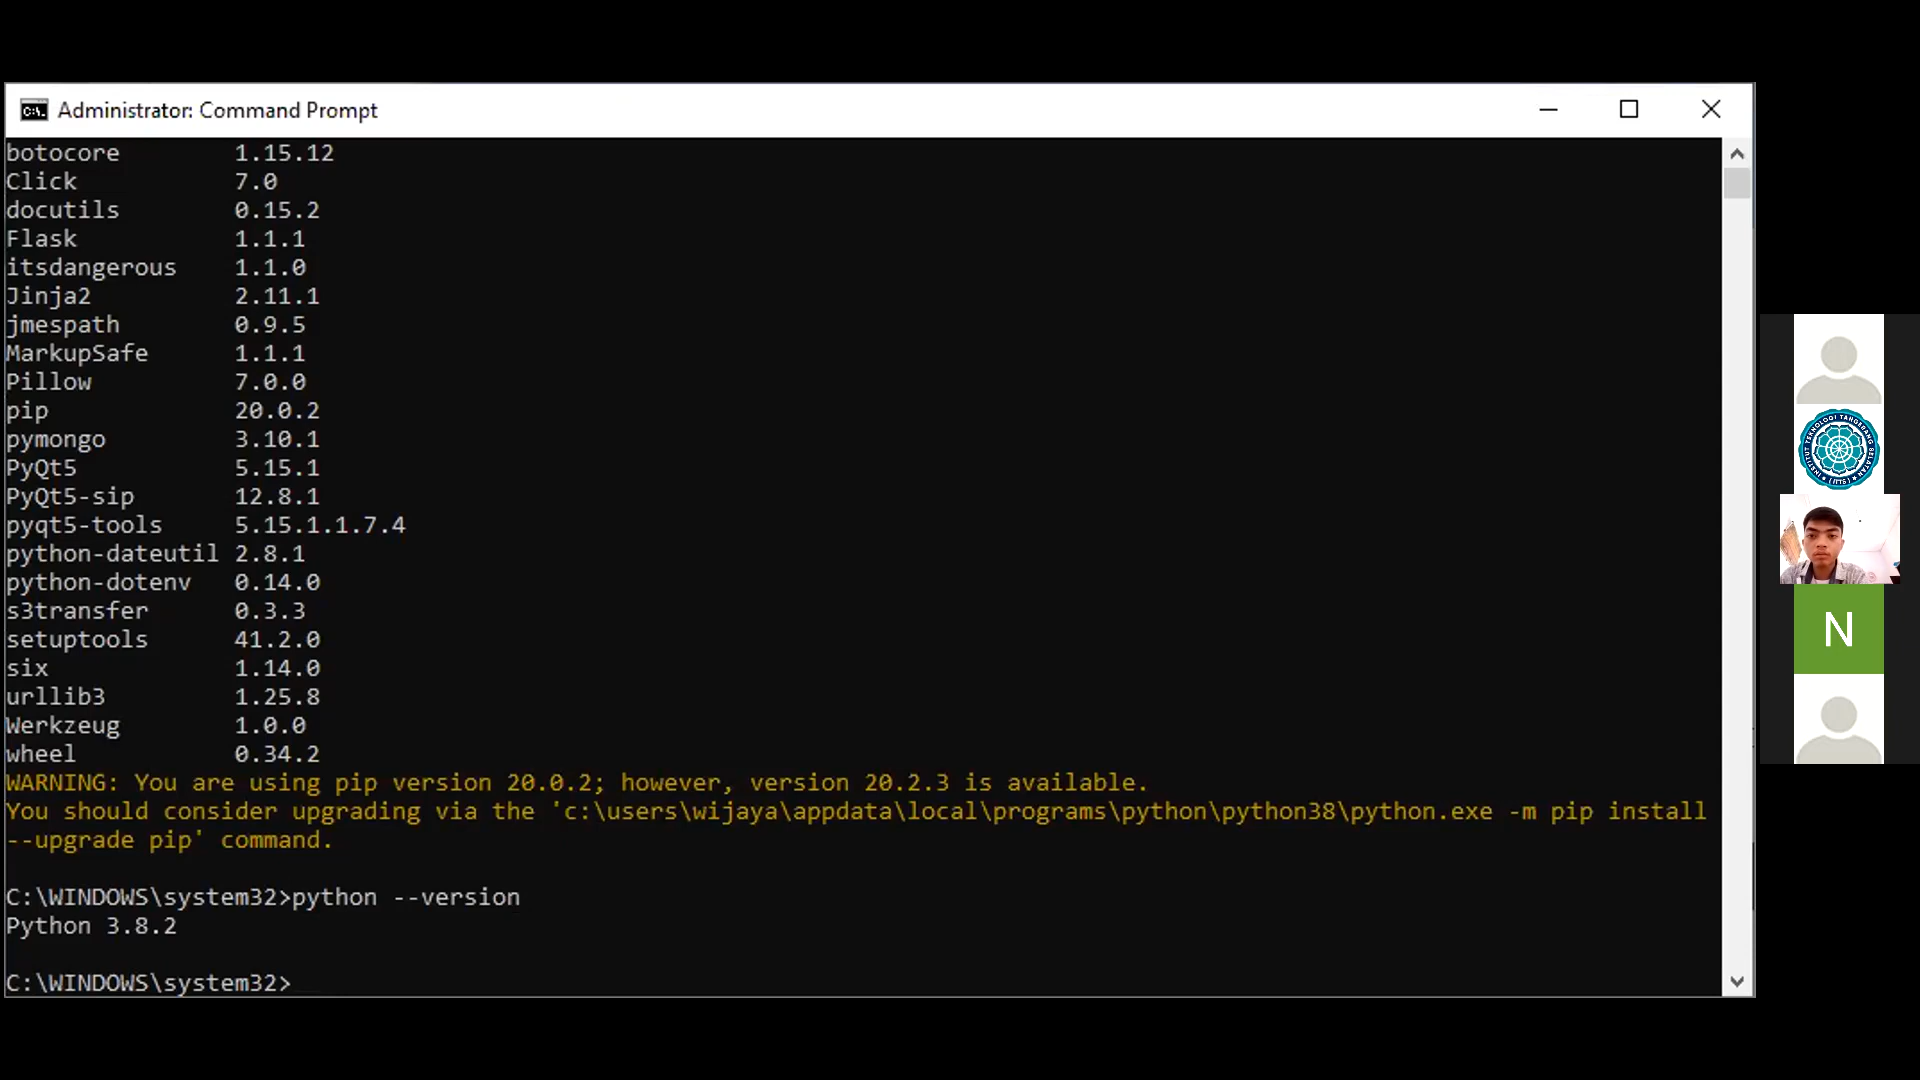 Administrator: Command Prompt
botocore 1.15.12
Click 7.0
docutils 0.15.2
Flask 1.1.1
itsdangerous 1.1.0
Jinja2 2.11.1
jmespath 0.9.5
MarkupSafe 1.1.1
Pillow 7.0.0
pip 20.0.2
pymongo 3.10.1
PyQt5 5.15.1
PyQt5-sip 12.8.1
pyqt5-tools 5.15.1.1.7.4
python-dateutil 2.8.1
python-dotenv 0.14.0
s3transfer 0.3.3
setuptools 41.2.0
six 1.14.0
urllib3 1.25.8
Werkzeug 1.0.0
wheel 0.34.2
WARNING: You are using pip version 20.0.2; however, version 20.2.3 is available.
You should consider upgrading via the 'c:\users\wijaya\appdata\local\programs\python\python38\python.exe -m pip install
--upgrade pip' command.
C:\WINDOWS\system32>python --version
Python 3.8.2
C:\WINDOWS\system32>
INSTITUT TEKNOLOGI TANGERANG SELATAN
(ITTS)
N